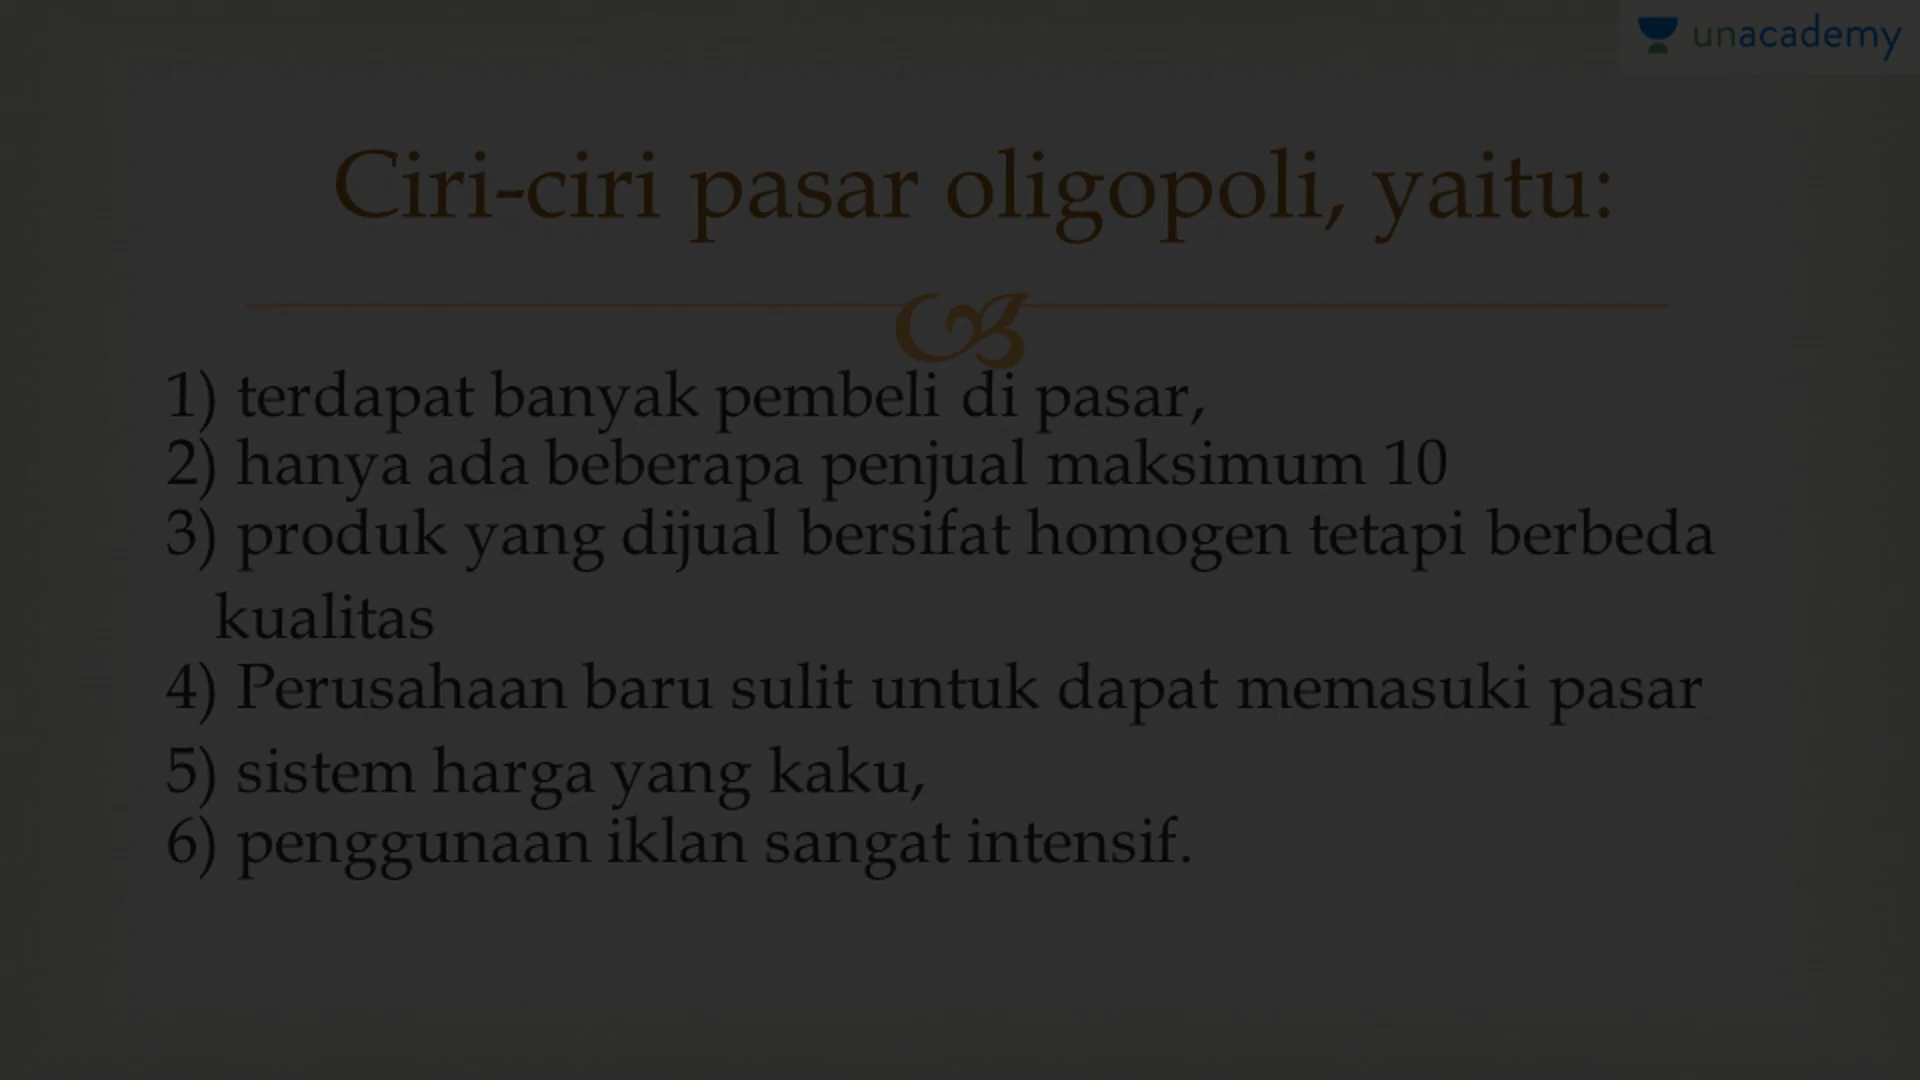 unacademy
Ciri-ciri pasar oligopoli, yaitu:
1) terdapat banyak pembeli di pasar,
2) hanya ada beberapa penjual maksimum 10
3) produk yang dijual bersifat homogen tetapi berbeda
kualitas
4) Perusahaan baru sulit untuk dapat memasuki pasar
5) sistem harga yang kaku,
6) penggunaan iklan sangat intensif.